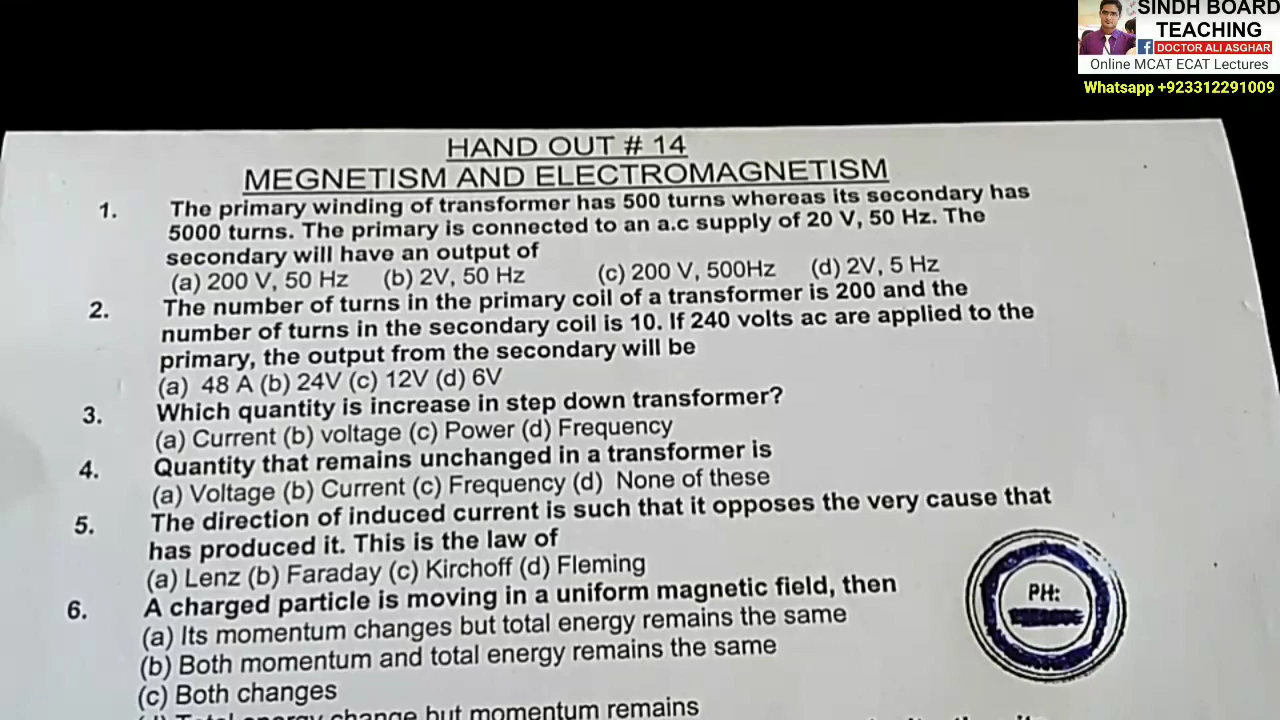 SINDH BOARD
TEACHING
f DOCTOR ALI ASGHAR
Online MCAT ECAT Lectures
Whatsapp +923312291009
HAND OUT # 14
MEGNETISM AND ELECTROMAGNETISM
1. The primary winding of transformer has 500 turns whereas its secondary has
5000 turns. The primary is connected to an a.c supply of 20 V, 50 Hz. The
secondary will have an output of
(a) 200 V, 50 Hz (b) 2V, 50 Hz (c) 200 V, 500Hz (d) 2V, 5 Hz
2. The number of turns in the primary coil of a transformer is 200 and the
number of turns in the secondary coil is 10. If 240 volts ac are applied to the
primary, the output from the secondary will be
(a) 48 A (b) 24V (c) 12V (d) 6V
3. Which quantity is increase in step down transformer?
(a) Current (b) voltage (c) Power (d) Frequency
4. Quantity that remains unchanged in a transformer is
(a) Voltage (b) Current (c) Frequency (d) None of these
5. The direction of induced current is such that it opposes the very cause that
has produced it. This is the law of
(a) Lenz (b) Faraday (c) Kirchoff (d) Fleming
6. A charged particle is moving in a uniform magnetic field, then
(a) Its momentum changes but total energy remains the same
(b) Both momentum and total energy remains the same
(c) Both changes
(d) Total energy change but momentum remains
PH: